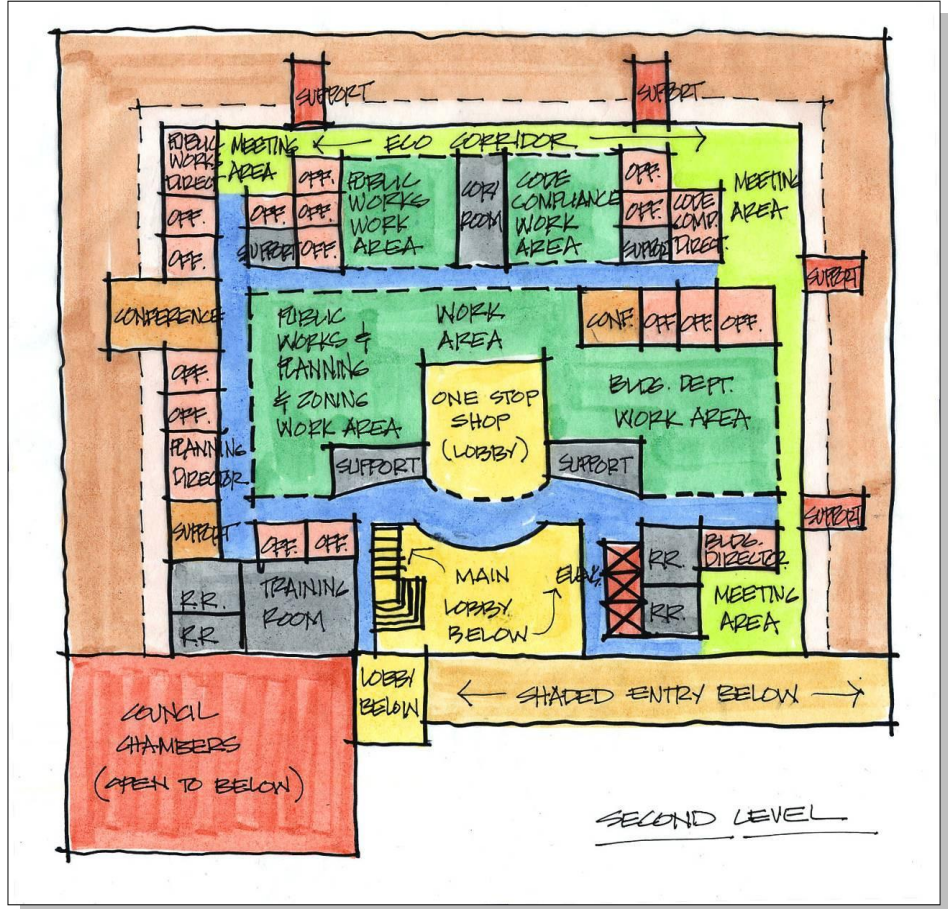 SUPPORT
SUPPORT
PUBLIC
WORKS
DIRECT.
MEETING
AREA
← ECO CORRIDOR →
MEETING
AREA
OFF.
OFF.
OFF.
OFF.
OFF.
SUPPORT
OFF.
PUBLIC
WORKS
WORK
AREA
COPY
ROOM
CODE
COMPLIANCE
WORK
AREA
OFF.
OFF.
SUPPORT
CODE
COMP.
DIRECT.
SUPPORT
CONFERENCE
PUBLIC
WORKS &
PLANNING
& ZONING
WORK AREA
WORK
AREA
CONF.
OFF.
OFF.
OFF.
OFF.
OFF.
PLANNING
DIRECTOR
ONE STOP
SHOP
(LOBBY)
BLDG. DEPT.
WORK AREA
SUPPORT
SUPPORT
SUPPORT
SUPPORT
OFF.
OFF.
R.R.
R.R.
TRAINING
ROOM
MAIN
LOBBY
BELOW
ELEV.
R.R.
R.R.
BLDG.
DIRECTOR
MEETING
AREA
LOBBY
BELOW
← SHADED ENTRY BELOW →
COUNCIL
CHAMBERS
(OPEN TO BELOW)
SECOND LEVEL